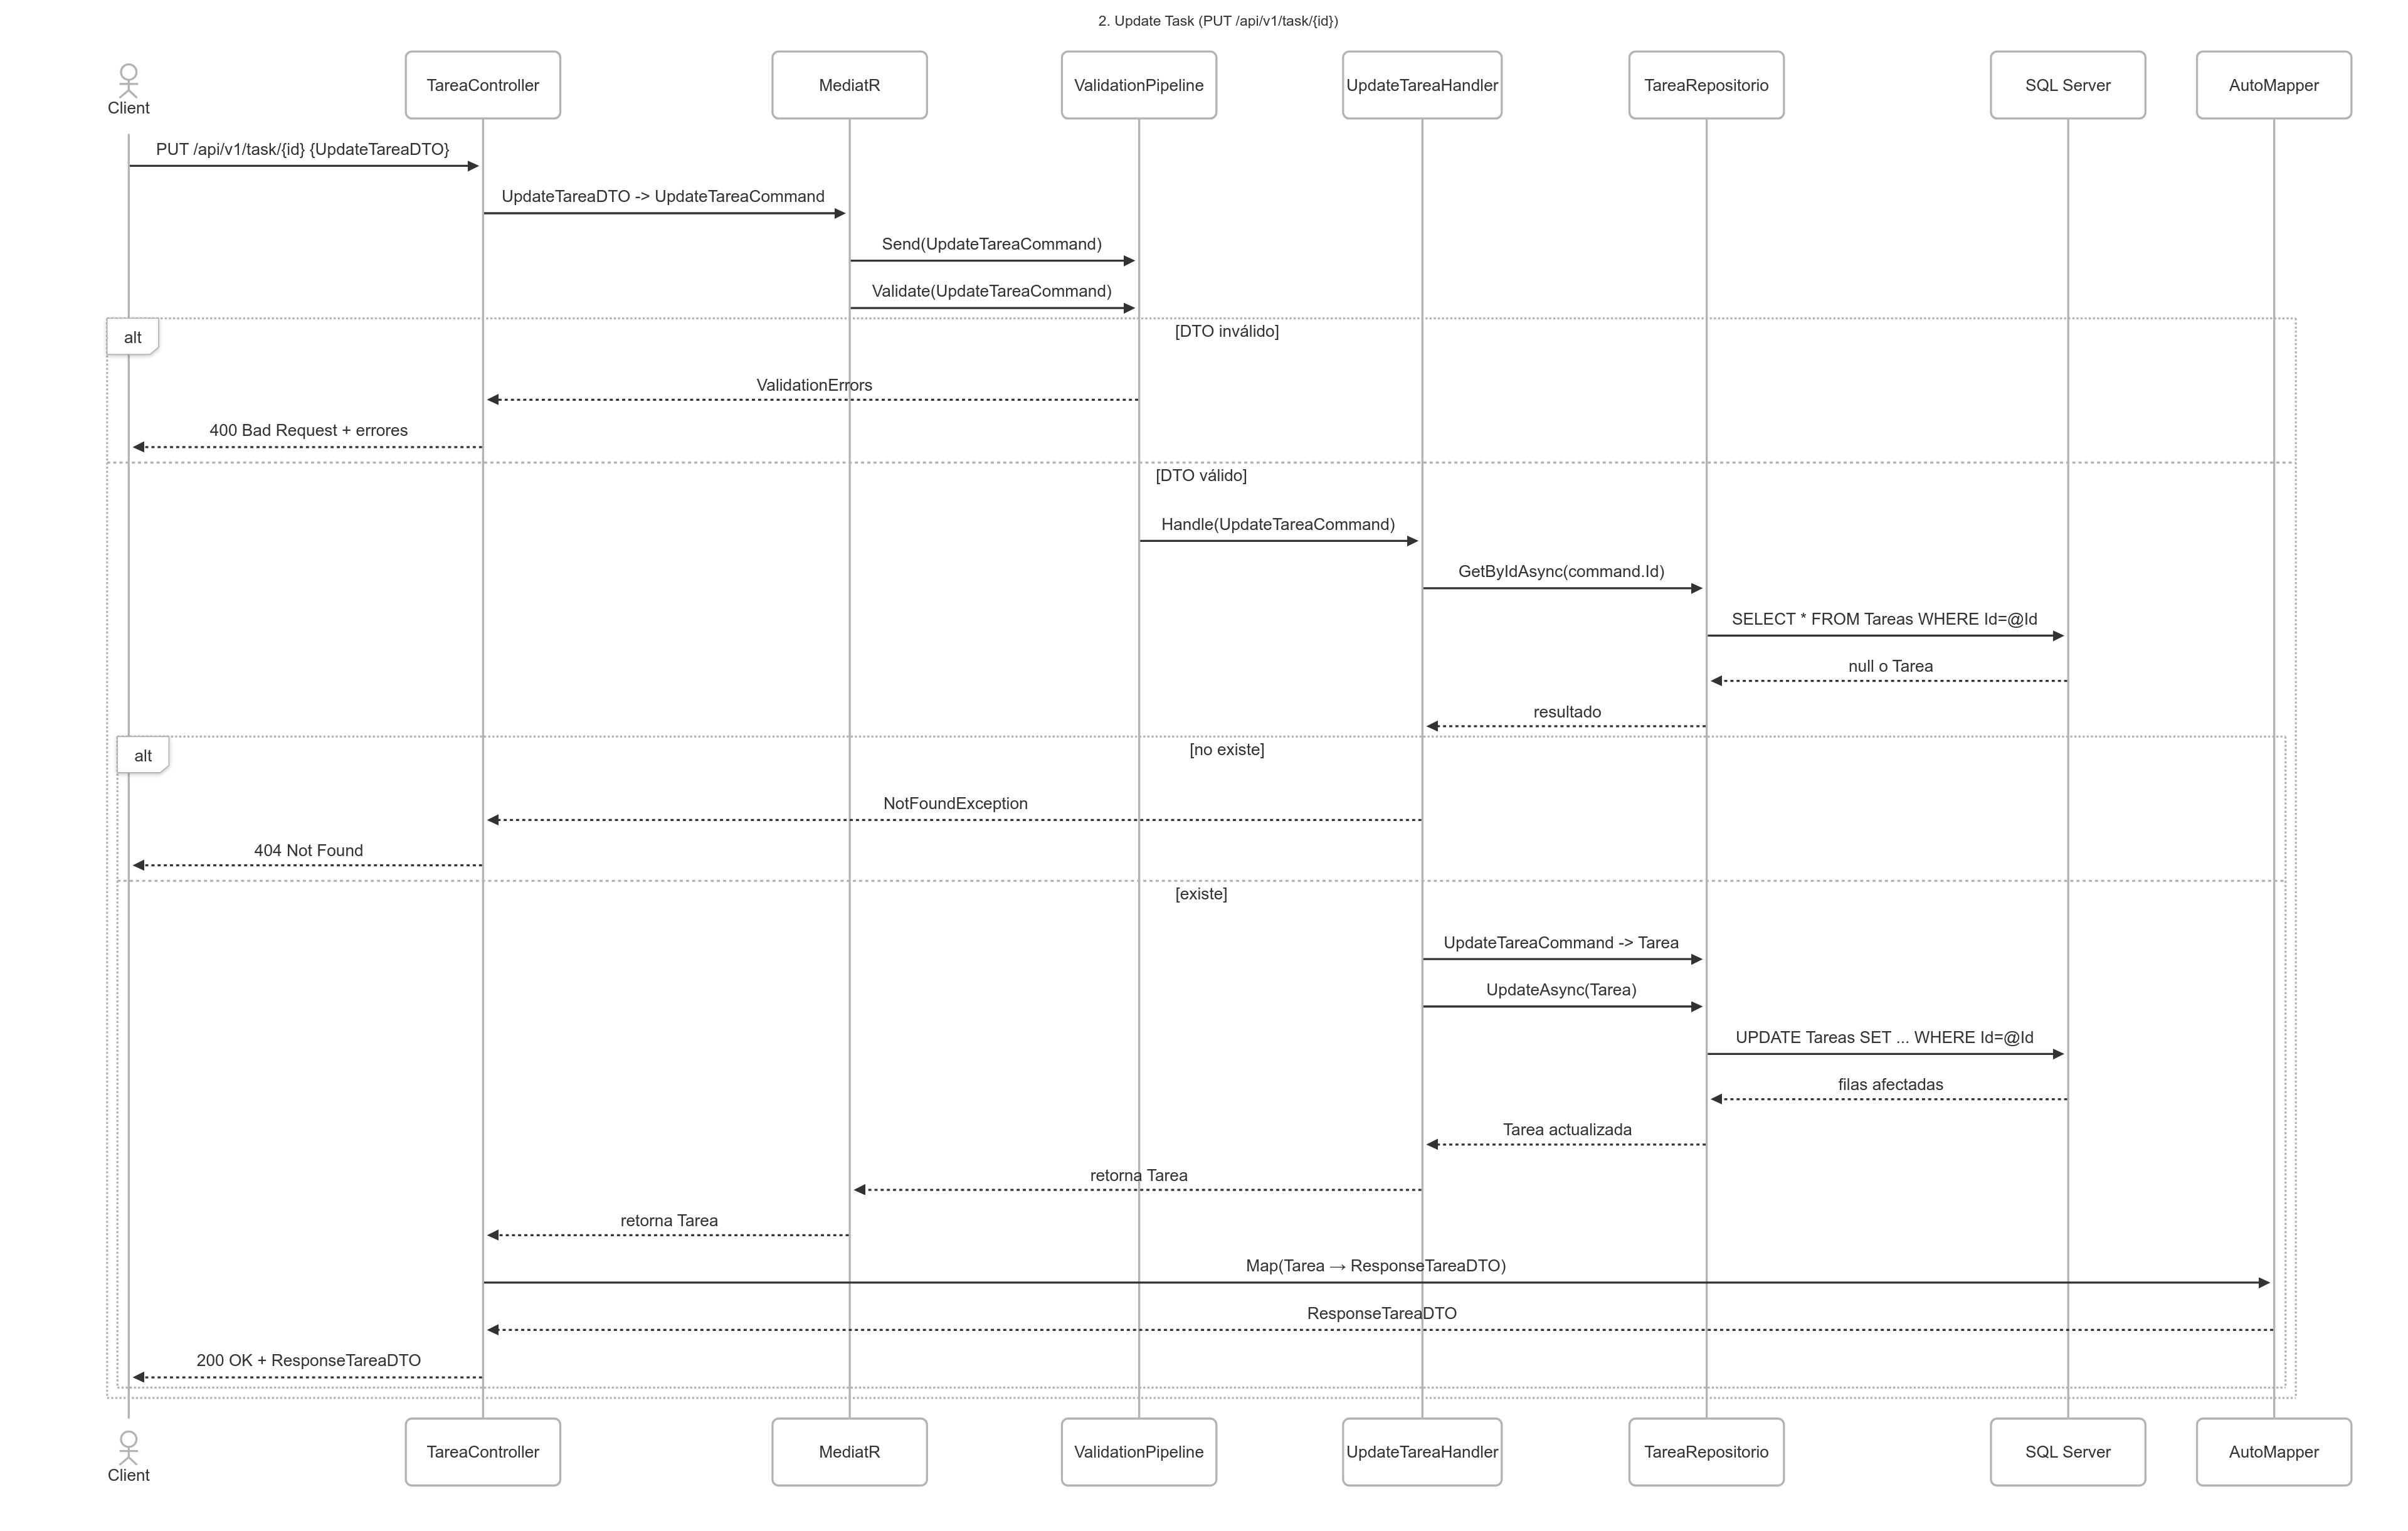 2. Update Task (PUT /api/v1/task/{id})
Client
TareaController
MediatR
ValidationPipeline
UpdateTareaHandler
TareaRepositorio
SQL Server
AutoMapper
PUT /api/v1/task/{id} {UpdateTareaDTO}
UpdateTareaDTO -> UpdateTareaCommand
Send(UpdateTareaCommand)
Validate(UpdateTareaCommand)
alt
[DTO inválido]
ValidationErrors
400 Bad Request + errores
[DTO válido]
Handle(UpdateTareaCommand)
GetByIdAsync(command.Id)
SELECT * FROM Tareas WHERE Id=@Id
null o Tarea
resultado
alt
[no existe]
NotFoundException
404 Not Found
[existe]
UpdateTareaCommand -> Tarea
UpdateAsync(Tarea)
UPDATE Tareas SET ... WHERE Id=@Id
filas afectadas
Tarea actualizada
retorna Tarea
retorna Tarea
Map(Tarea → ResponseTareaDTO)
ResponseTareaDTO
200 OK + ResponseTareaDTO
Client
TareaController
MediatR
ValidationPipeline
UpdateTareaHandler
TareaRepositorio
SQL Server
AutoMapper